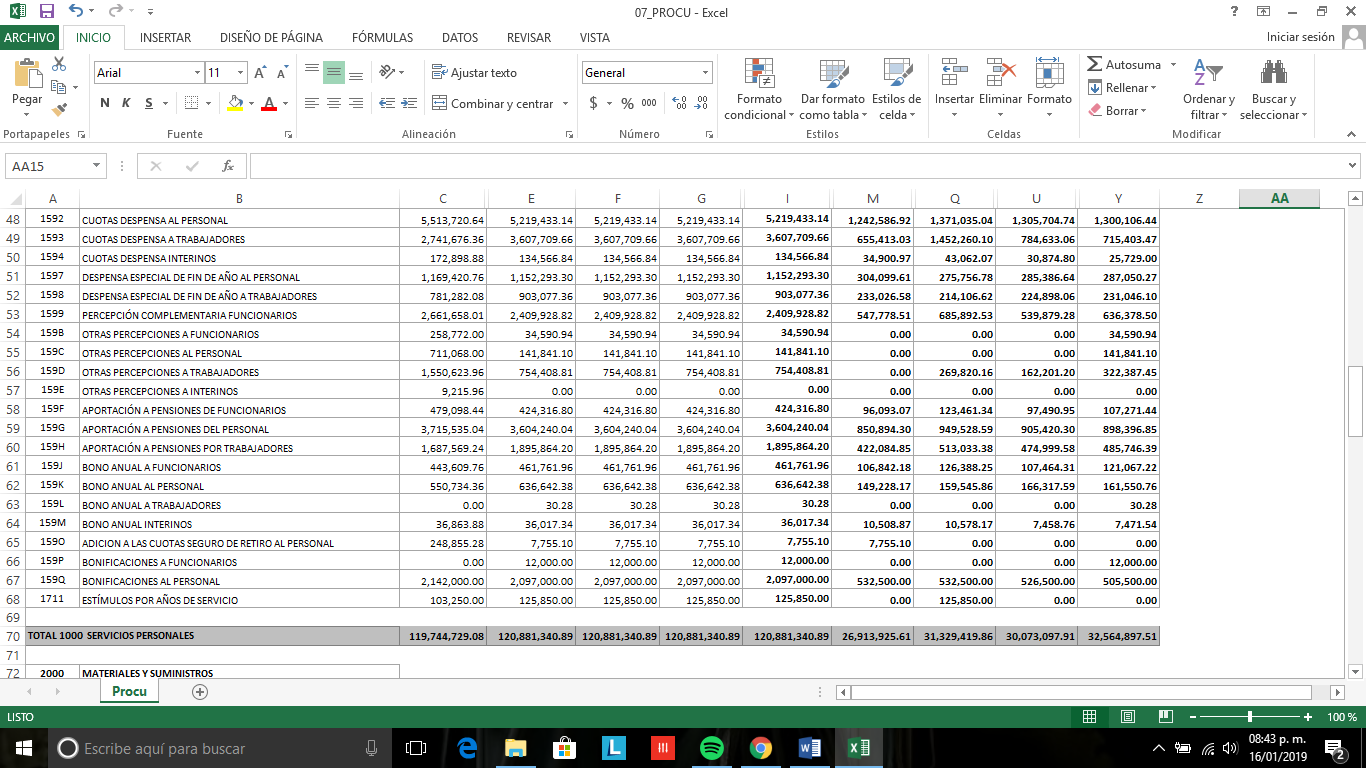 07_PROCU - Excel
ARCHIVO INICIO INSERTAR DISEÑO DE PÁGINA FÓRMULAS DATOS REVISAR VISTA Iniciar sesión
Pegar
Portapapeles
Arial 11
N K S
Fuente
Ajustar texto
Combinar y centrar
Alineación
General
$ % 000
Número
Formato condicional
Dar formato como tabla
Estilos de celda
Estilos
Insertar Eliminar Formato
Celdas
Autosuma
Rellenar
Borrar
Ordenar y filtrar
Buscar y seleccionar
Modificar
AA15
A B C E F G I M Q U Y Z AA
48 1592 CUOTAS DESPENSA AL PERSONAL 5,513,720.64 5,219,433.14 5,219,433.14 5,219,433.14 5,219,433.14 1,242,586.92 1,371,035.04 1,305,704.74 1,300,106.44
49 1593 CUOTAS DESPENSA A TRABAJADORES 2,741,676.36 3,607,709.66 3,607,709.66 3,607,709.66 3,607,709.66 655,413.03 1,452,260.10 784,633.06 715,403.47
50 1594 CUOTAS DESPENSA INTERINOS 172,898.88 134,566.84 134,566.84 134,566.84 134,566.84 34,900.97 43,062.07 30,874.80 25,729.00
51 1597 DESPENSA ESPECIAL DE FIN DE AÑO AL PERSONAL 1,169,420.76 1,152,293.30 1,152,293.30 1,152,293.30 1,152,293.30 304,099.61 275,756.78 285,386.64 287,050.27
52 1598 DESPENSA ESPECIAL DE FIN DE AÑO A TRABAJADORES 781,282.08 903,077.36 903,077.36 903,077.36 903,077.36 233,026.58 214,106.62 224,898.06 231,046.10
53 1599 PERCEPCIÓN COMPLEMENTARIA FUNCIONARIOS 2,661,658.01 2,409,928.82 2,409,928.82 2,409,928.82 2,409,928.82 547,778.51 685,892.53 539,879.28 636,378.50
54 159B OTRAS PERCEPCIONES A FUNCIONARIOS 258,772.00 34,590.94 34,590.94 34,590.94 34,590.94 0.00 0.00 0.00 34,590.94
55 159C OTRAS PERCEPCIONES AL PERSONAL 711,068.00 141,841.10 141,841.10 141,841.10 141,841.10 0.00 0.00 0.00 141,841.10
56 159D OTRAS PERCEPCIONES A TRABAJADORES 1,550,623.96 754,408.81 754,408.81 754,408.81 754,408.81 0.00 269,820.16 162,201.20 322,387.45
57 159E OTRAS PERCEPCIONES A INTERINOS 9,215.96 0.00 0.00 0.00 0.00 0.00 0.00 0.00 0.00
58 159F APORTACIÓN A PENSIONES DE FUNCIONARIOS 479,098.44 424,316.80 424,316.80 424,316.80 424,316.80 96,093.07 123,461.34 97,490.95 107,271.44
59 159G APORTACIÓN A PENSIONES DEL PERSONAL 3,715,535.04 3,604,240.04 3,604,240.04 3,604,240.04 3,604,240.04 850,894.30 949,528.59 905,420.30 898,396.85
60 159H APORTACIÓN A PENSIONES POR TRABAJADORES 1,687,569.24 1,895,864.20 1,895,864.20 1,895,864.20 1,895,864.20 422,084.85 513,033.38 474,999.58 485,746.39
61 159J BONO ANUAL A FUNCIONARIOS 443,609.76 461,761.96 461,761.96 461,761.96 461,761.96 106,842.18 126,388.25 107,464.31 121,067.22
62 159K BONO ANUAL AL PERSONAL 550,734.36 636,642.38 636,642.38 636,642.38 636,642.38 149,228.17 159,545.86 166,317.59 161,550.76
63 159L BONO ANUAL A TRABAJADORES 0.00 30.28 30.28 30.28 30.28 0.00 0.00 0.00 30.28
64 159M BONO ANUAL INTERINOS 36,863.88 36,017.34 36,017.34 36,017.34 36,017.34 10,508.87 10,578.17 7,458.76 7,471.54
65 159O ADICION A LAS CUOTAS SEGURO DE RETIRO AL PERSONAL 248,855.28 7,755.10 7,755.10 7,755.10 7,755.10 7,755.10 0.00 0.00 0.00
66 159P BONIFICACIONES A FUNCIONARIOS 0.00 12,000.00 12,000.00 12,000.00 12,000.00 0.00 0.00 0.00 12,000.00
67 159Q BONIFICACIONES AL PERSONAL 2,142,000.00 2,097,000.00 2,097,000.00 2,097,000.00 2,097,000.00 532,500.00 532,500.00 526,500.00 505,500.00
68 1711 ESTÍMULOS POR AÑOS DE SERVICIO 103,250.00 125,850.00 125,850.00 125,850.00 125,850.00 0.00 125,850.00 0.00 0.00
69
70 TOTAL 1000 SERVICIOS PERSONALES 119,744,729.08 120,881,340.89 120,881,340.89 120,881,340.89 120,881,340.89 26,913,925.61 31,329,419.86 30,073,097.91 32,564,897.51
71
72 2000 MATERIALES Y SUMINISTROS
Procu
LISTO 100 %
Escribe aquí para buscar
08:43 p. m.
16/01/2019
2